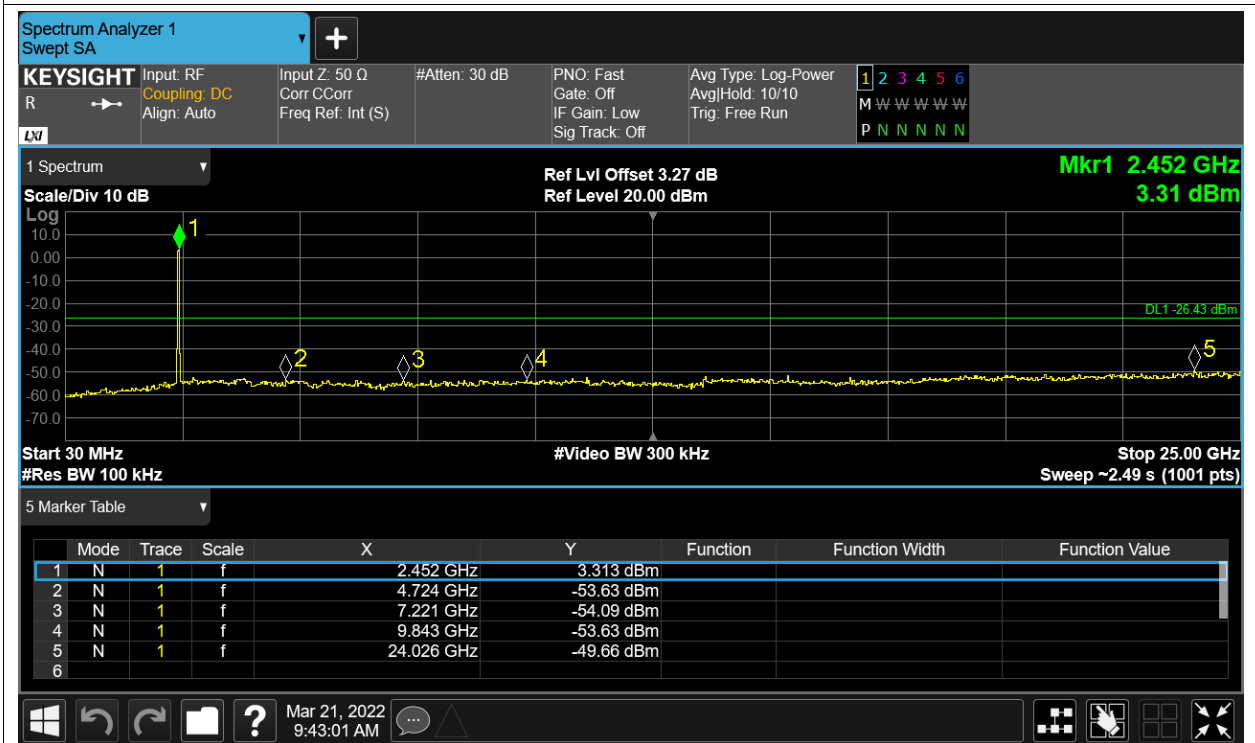 Spectrum Analyzer 1
Swept SA
KEYSIGHT
R
LXI
Input: RF
Coupling: DC
Align: Auto
Input Z: 50 Ω
Corr CCorr
Freq Ref: Int (S)
#Atten: 30 dB
PNO: Fast
Gate: Off
IF Gain: Low
Sig Track: Off
Avg Type: Log-Power
Avg|Hold: 10/10
Trig: Free Run
1 2 3 4 5 6
M W W W W W
P N N N N N
1 Spectrum
Scale/Div 10 dB
Ref Lvl Offset 3.27 dB
Ref Level 20.00 dBm
Mkr1 2.452 GHz
3.31 dBm
Log
10.0
0.00
-10.0
-20.0
-30.0
-40.0
-50.0
-60.0
-70.0
1
2
3
4
5
DL1 -26.43 dBm
Start 30 MHz
#Video BW 300 kHz
Stop 25.00 GHz
#Res BW 100 kHz
Sweep ~2.49 s (1001 pts)
5 Marker Table
Mode Trace Scale X Y Function Function Width Function Value
1 N 1 f 2.452 GHz 3.313 dBm
2 N 1 f 4.724 GHz -53.63 dBm
3 N 1 f 7.221 GHz -54.09 dBm
4 N 1 f 9.843 GHz -53.63 dBm
5 N 1 f 24.026 GHz -49.66 dBm
6
?
Mar 21, 2022
9:43:01 AM